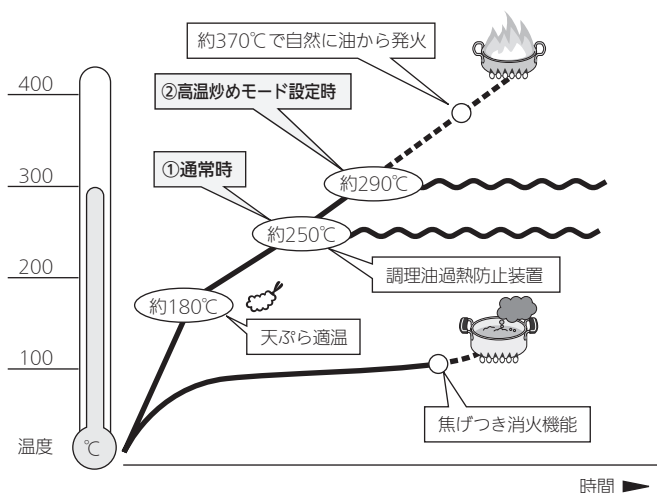 約370℃で自然に油から発火
②高温炒めモード設定時
①通常時
400
300
200
100
約290℃
約250℃
調理油過熱防止装置
約180℃
天ぷら適温
焦げつき消火機能
温度
℃
時間